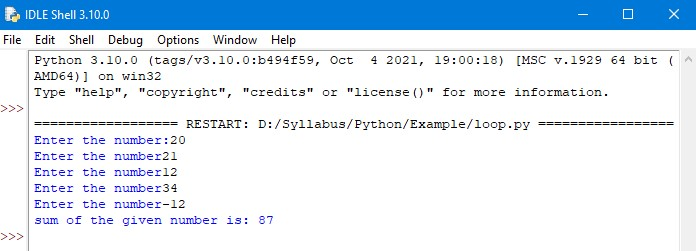 IDLE Shell 3.10.0
File Edit Shell Debug Options Window Help
Python 3.10.0 (tags/v3.10.0:b494f59, Oct  4 2021, 19:00:18) [MSC v.1929 64 bit (
AMD64)] on win32
Type "help", "copyright", "credits" or "license()" for more information.
>>>
================== RESTART: D:/Syllabus/Python/Example/loop.py =================
Enter the number:20
Enter the number21
Enter the number12
Enter the number34
Enter the number-12
sum of the given number is: 87
>>>